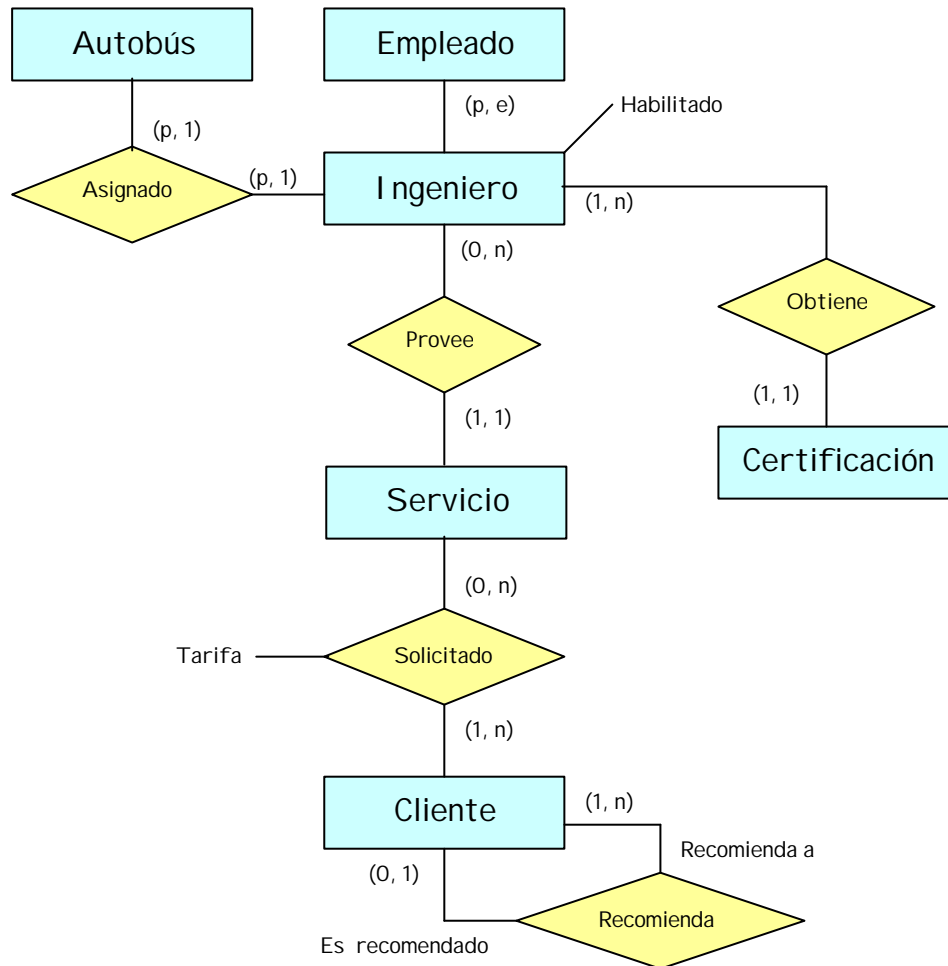 Autobús
Empleado
(p, e)
Habilitado
(p, 1)
Asignado
(p, 1)
Ingeniero
(1, n)
(0, n)
Obtiene
Provee
(1, 1)
(1, 1)
Certificación
Servicio
(0, n)
Tarifa
Solicitado
(1, n)
Cliente
(1, n)
(0, 1)
Recomienda a
Recomienda
Es recomendado